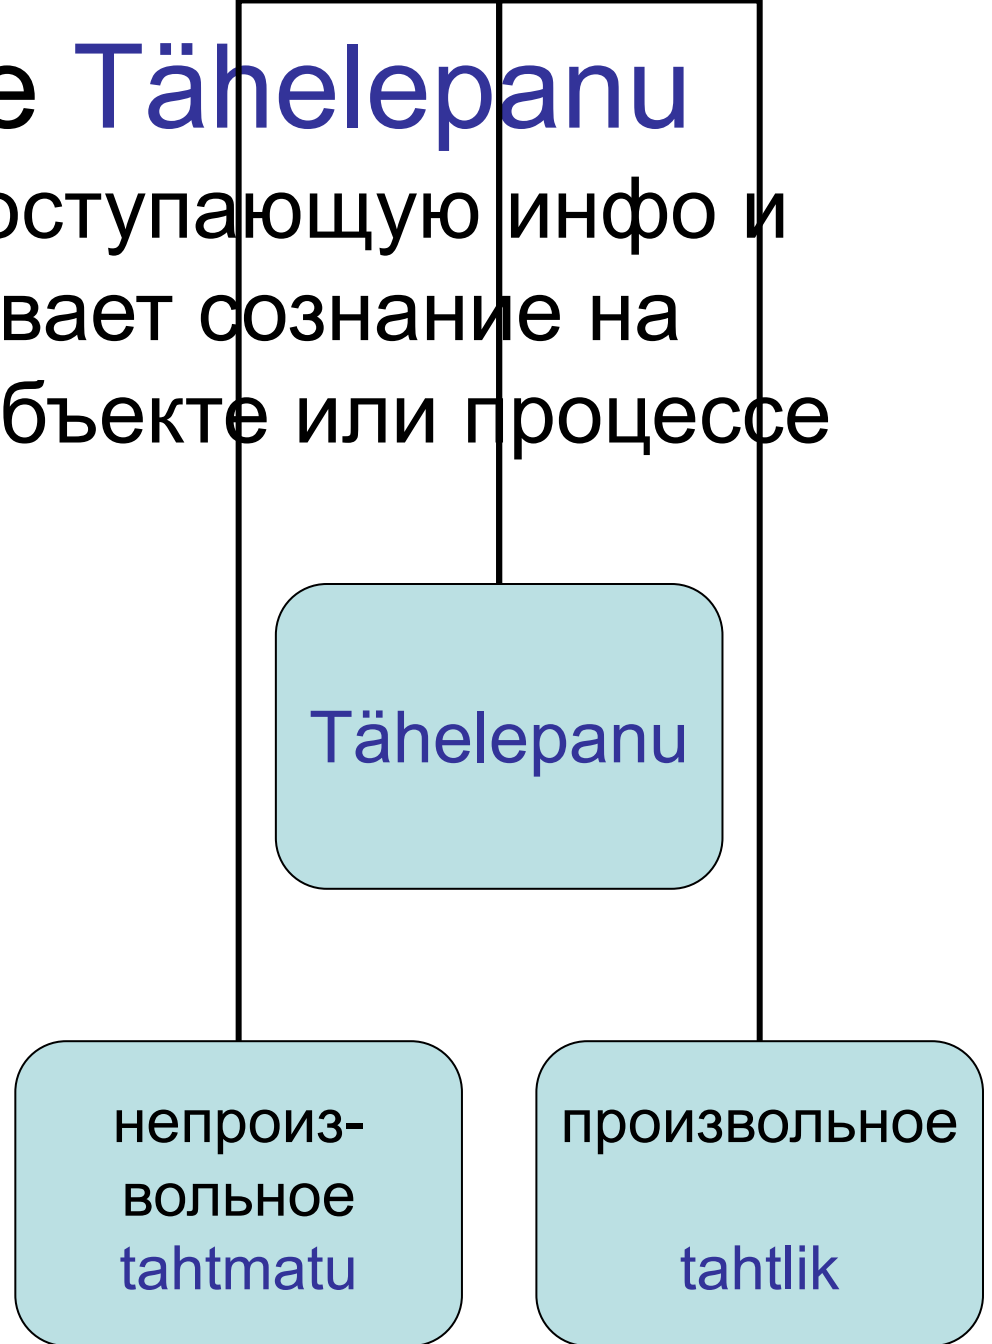 е Tähelepanu
оступающую инфо и
вает сознание на
бъекте или процессе
Tähelepanu
непроиз-
вольное
tahtmatu
произвольное
tahtlik